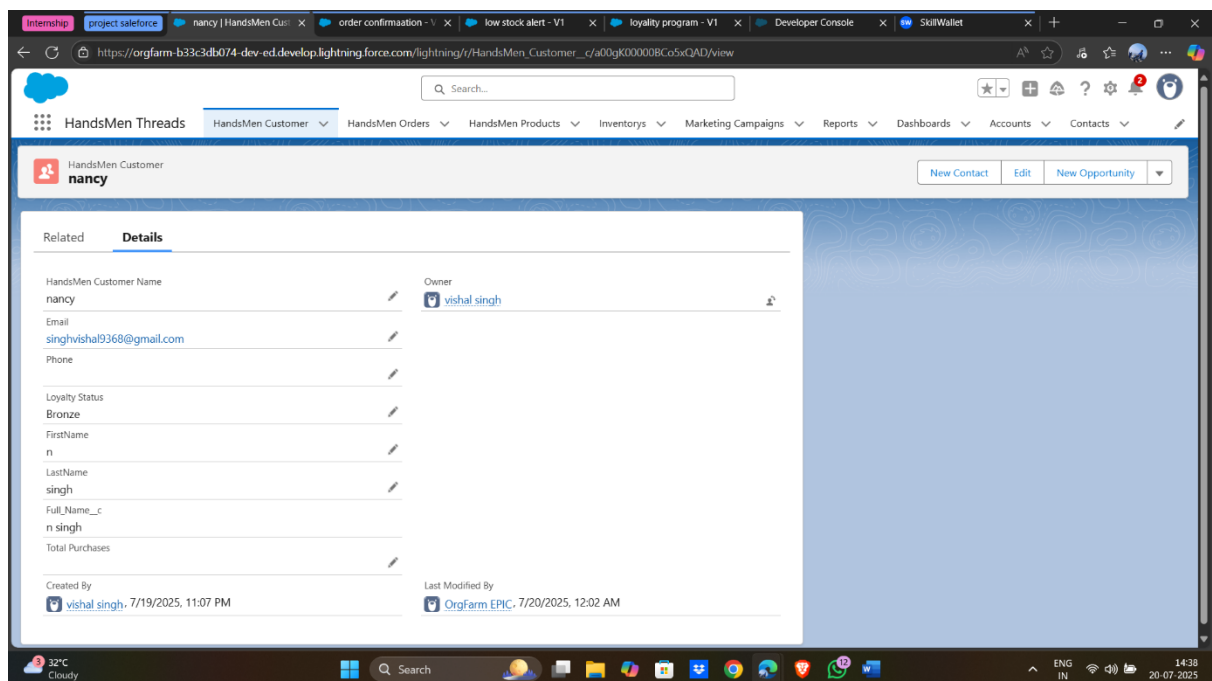 Internship
project saleforce
nancy | HandsMen Cust
order confirmaation - V
low stock alert - V1
loyality program - V1
Developer Console
SkillWallet
https://orgfarm-b33c3db074-dev-ed.develop.lightning.force.com/lightning/r/HandsMen_Customer__c/a00gK00000BCo5xQAD/view
Search...
2
HandsMen Threads
HandsMen Customer
HandsMen Orders
HandsMen Products
Inventorys
Marketing Campaigns
Reports
Dashboards
Accounts
Contacts
HandsMen Customer
nancy
New Contact
Edit
New Opportunity
Related
Details
HandsMen Customer Name
nancy
Owner
vishal singh
Email
singhvishal9368@gmail.com
Phone
Loyalty Status
Bronze
FirstName
n
LastName
singh
Full_Name__c
n singh
Total Purchases
Created By
vishal singh, 7/19/2025, 11:07 PM
Last Modified By
OrgFarm EPIC, 7/20/2025, 12:02 AM
3
32°C
Cloudy
Search
12
ENG
IN
14:38
20-07-2025